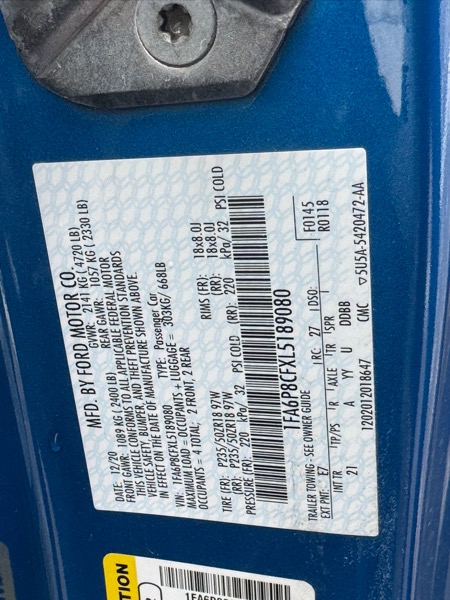 MFD. BY FORD MOTOR CO.
DATE: 12/20 GVWR: 2141 KG ( 4720 LB)
FRONT GAWR: 1089 KG ( 2400 LB) REAR GAWR: 1057 KG ( 2330 LB)
THIS VEHICLE CONFORMS TO ALL APPLICABLE FEDERAL MOTOR
VEHICLE SAFETY, BUMPER, AND THEFT PREVENTION STANDARDS
IN EFFECT ON THE DATE OF MANUFACTURE SHOWN ABOVE.
VIN: 1FA6P8CFXL5189080 TYPE: Passenger Car
MAXIMUM LOAD = OCCUPANTS + LUGGAGE = 303KG/ 668LB
OCCUPANTS = 4 TOTAL: 2 FRONT, 2 REAR
TIRE (FR): P235/50ZR18 97W RIMS (FR): 18x8.0J
(RR): P235/50ZR18 97W (RR): 18x8.0J
PRESSURE (FR): 220 kPa/ 32 PSI COLD (RR): 220 kPa/ 32 PSI COLD
1FA6P8CFXL5189080
F0145
R0118
TRAILER TOWING - SEE OWNER GUIDE
EXT PNT: E7 RC: 27 DSO:
INT TR TP/PS R AXLE TR SPR
21 A YY U DDBB
1202012018647 CMC ▽5U5A-5420472-AA